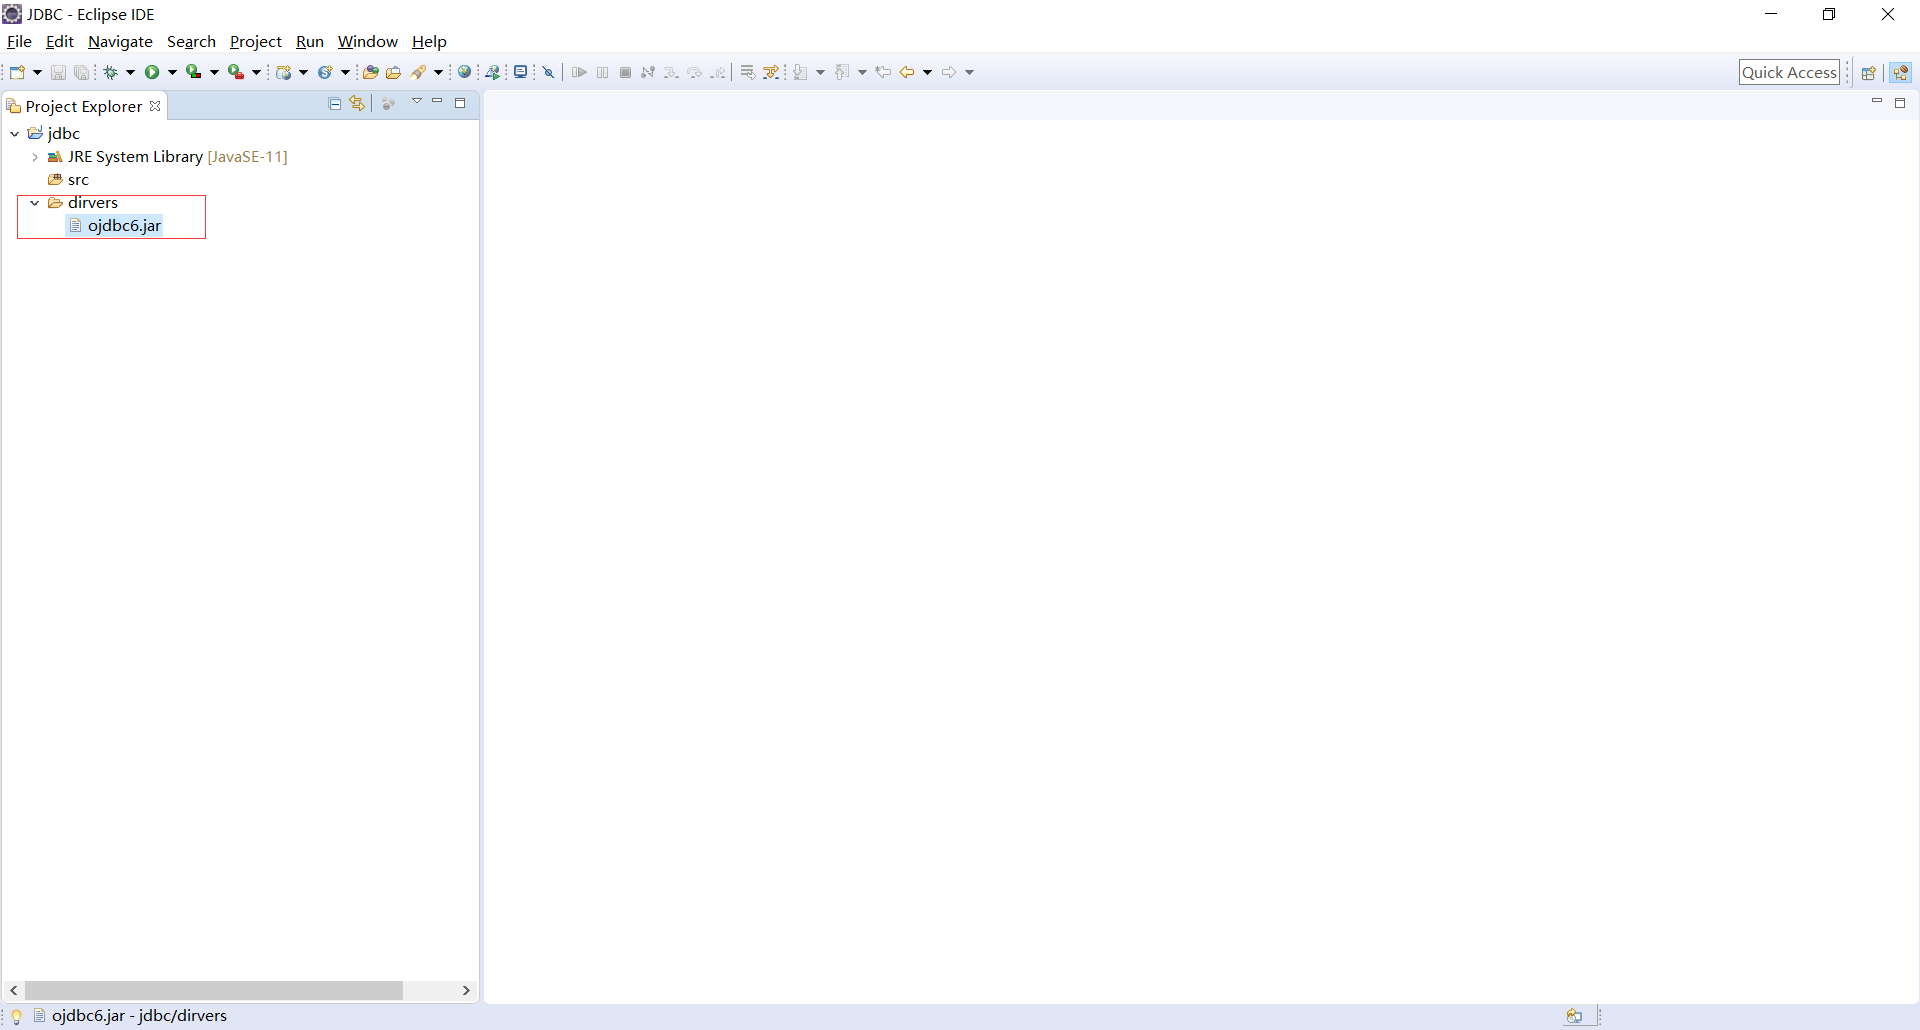 JDBC - Eclipse IDE
File Edit Navigate Search Project Run Window Help
Quick Access
Project Explorer
jdbc
JRE System Library [JavaSE-11]
src
dirvers
ojdbc6.jar
ojdbc6.jar - jdbc/dirvers